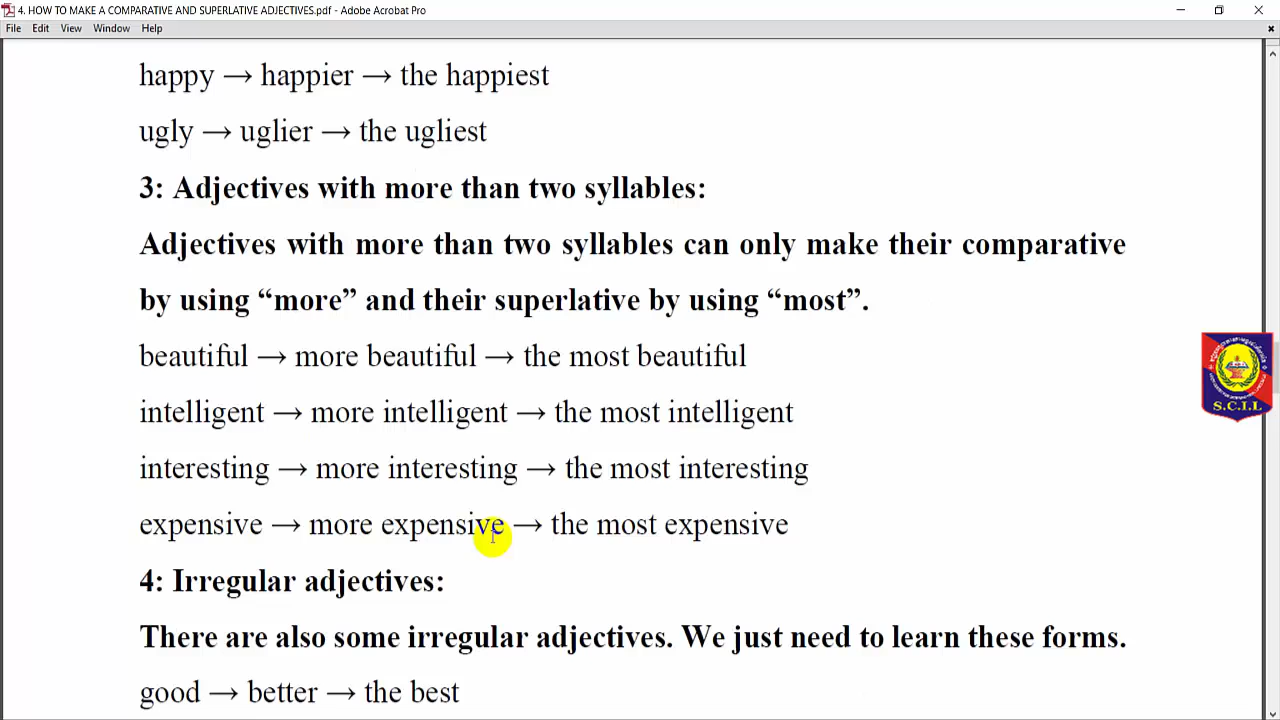 4. HOW TO MAKE A COMPARATIVE AND SUPERLATIVE ADJECTIVES.pdf - Adobe Acrobat Pro
File Edit View Window Help
happy → happier → the happiest
ugly → uglier → the ugliest
3: Adjectives with more than two syllables:
Adjectives with more than two syllables can only make their comparative
by using “more” and their superlative by using “most”.
beautiful → more beautiful → the most beautiful
intelligent → more intelligent → the most intelligent
interesting → more interesting → the most interesting
expensive → more expensive → the most expensive
4: Irregular adjectives:
There are also some irregular adjectives. We just need to learn these forms.
good → better → the best
S.C.I.L